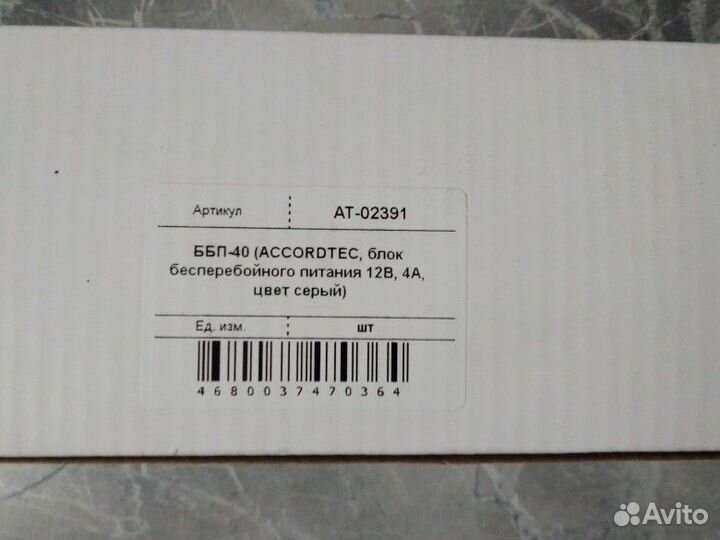 Артикул AT-02391
ББП-40 (ACCORDTEC, блок
бесперебойного питания 12В, 4А,
цвет серый)
Ед. изм. шт
4680037470364
Avito